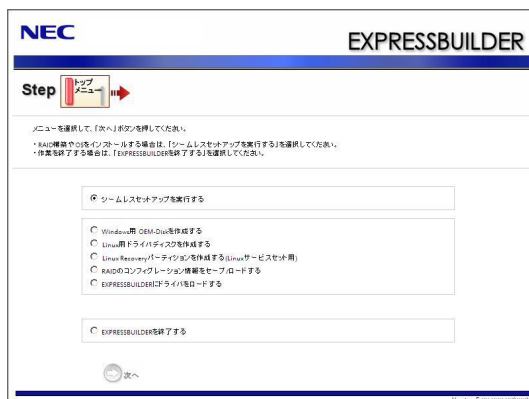 NEC
EXPRESSBUILDER
Step
トップ
メニュー
メニューを選択して、「次へ」ボタンを押してください。
・RAID構築やOSをインストールする場合は、「シームレスセットアップを実行する」を選択してください。
・作業を終了する場合は、「EXPRESSBUILDERを終了する」を選択してください。
シームレスセットアップを実行する
Windows用 OEM-Diskを作成する
Linux用ドライバディスクを作成する
Linux Recoveryパーティションを作成する(Linuxサービスセット用)
RAIDのコンフィグレーション情報をセーブ/ロードする
EXPRESSBUILDERにドライバをロードする
EXPRESSBUILDERを終了する
次へ